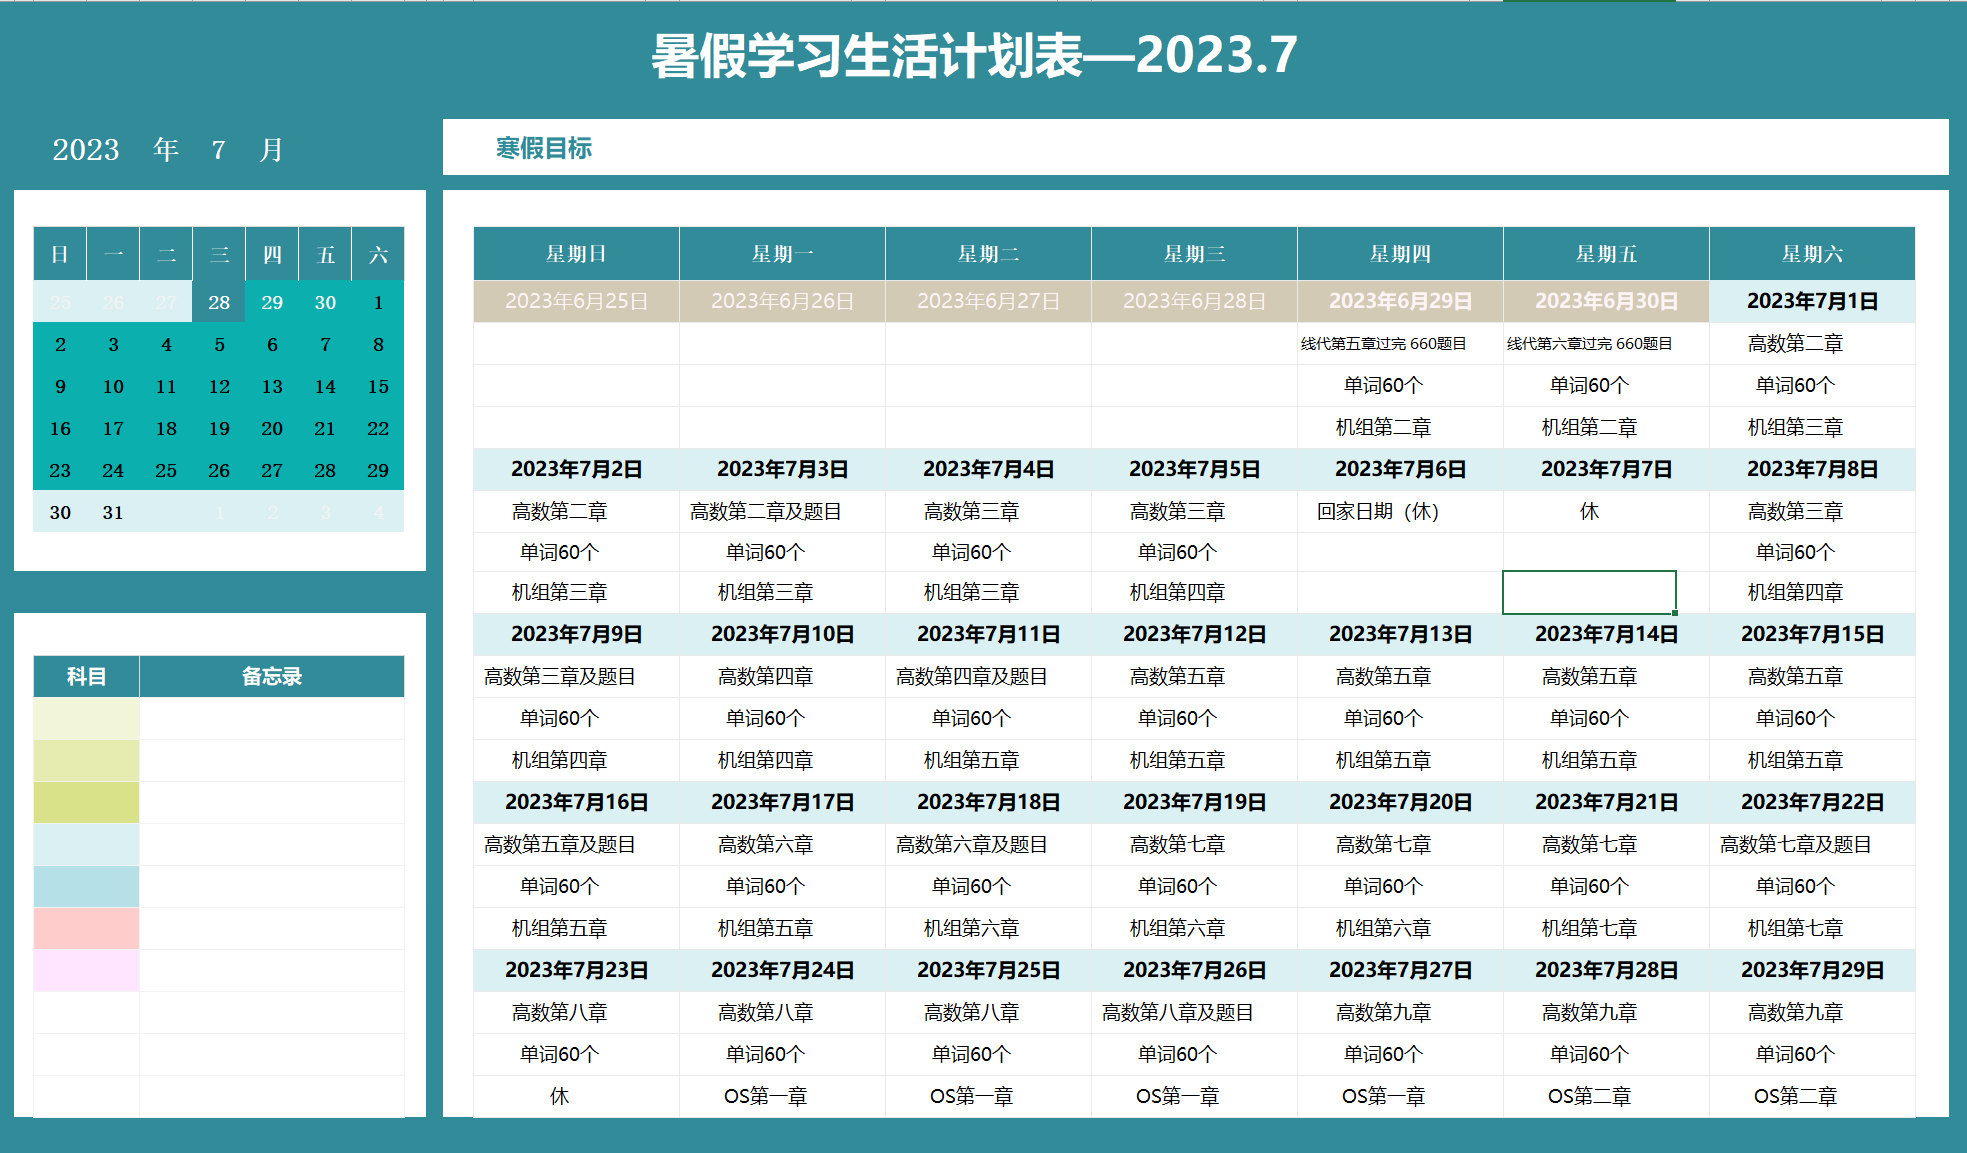 暑假学习生活计划表—2023.7
2023 年 7 月
寒假目标
日 一 二 三 四 五 六
25 26 27 28 29 30 1
2 3 4 5 6 7 8
9 10 11 12 13 14 15
16 17 18 19 20 21 22
23 24 25 26 27 28 29
30 31 1 2 3 4
科目 备忘录
星期日 星期一 星期二 星期三 星期四 星期五 星期六
2023年6月25日 2023年6月26日 2023年6月27日 2023年6月28日 2023年6月29日 2023年6月30日 2023年7月1日
线代第五章过完 660题目 线代第六章过完 660题目 高数第二章
单词60个 单词60个 单词60个
机组第二章 机组第二章 机组第三章
2023年7月2日 2023年7月3日 2023年7月4日 2023年7月5日 2023年7月6日 2023年7月7日 2023年7月8日
高数第二章 高数第二章及题目 高数第三章 高数第三章 回家日期（休） 休 高数第三章
单词60个 单词60个 单词60个 单词60个 单词60个
机组第三章 机组第三章 机组第三章 机组第四章 机组第四章
2023年7月9日 2023年7月10日 2023年7月11日 2023年7月12日 2023年7月13日 2023年7月14日 2023年7月15日
高数第三章及题目 高数第四章 高数第四章及题目 高数第五章 高数第五章 高数第五章 高数第五章
单词60个 单词60个 单词60个 单词60个 单词60个 单词60个 单词60个
机组第四章 机组第四章 机组第五章 机组第五章 机组第五章 机组第五章 机组第五章
2023年7月16日 2023年7月17日 2023年7月18日 2023年7月19日 2023年7月20日 2023年7月21日 2023年7月22日
高数第五章及题目 高数第六章 高数第六章及题目 高数第七章 高数第七章 高数第七章 高数第七章及题目
单词60个 单词60个 单词60个 单词60个 单词60个 单词60个 单词60个
机组第五章 机组第五章 机组第六章 机组第六章 机组第六章 机组第七章 机组第七章
2023年7月23日 2023年7月24日 2023年7月25日 2023年7月26日 2023年7月27日 2023年7月28日 2023年7月29日
高数第八章 高数第八章 高数第八章 高数第八章及题目 高数第九章 高数第九章 高数第九章
单词60个 单词60个 单词60个 单词60个 单词60个 单词60个 单词60个
休 OS第一章 OS第一章 OS第一章 OS第一章 OS第二章 OS第二章